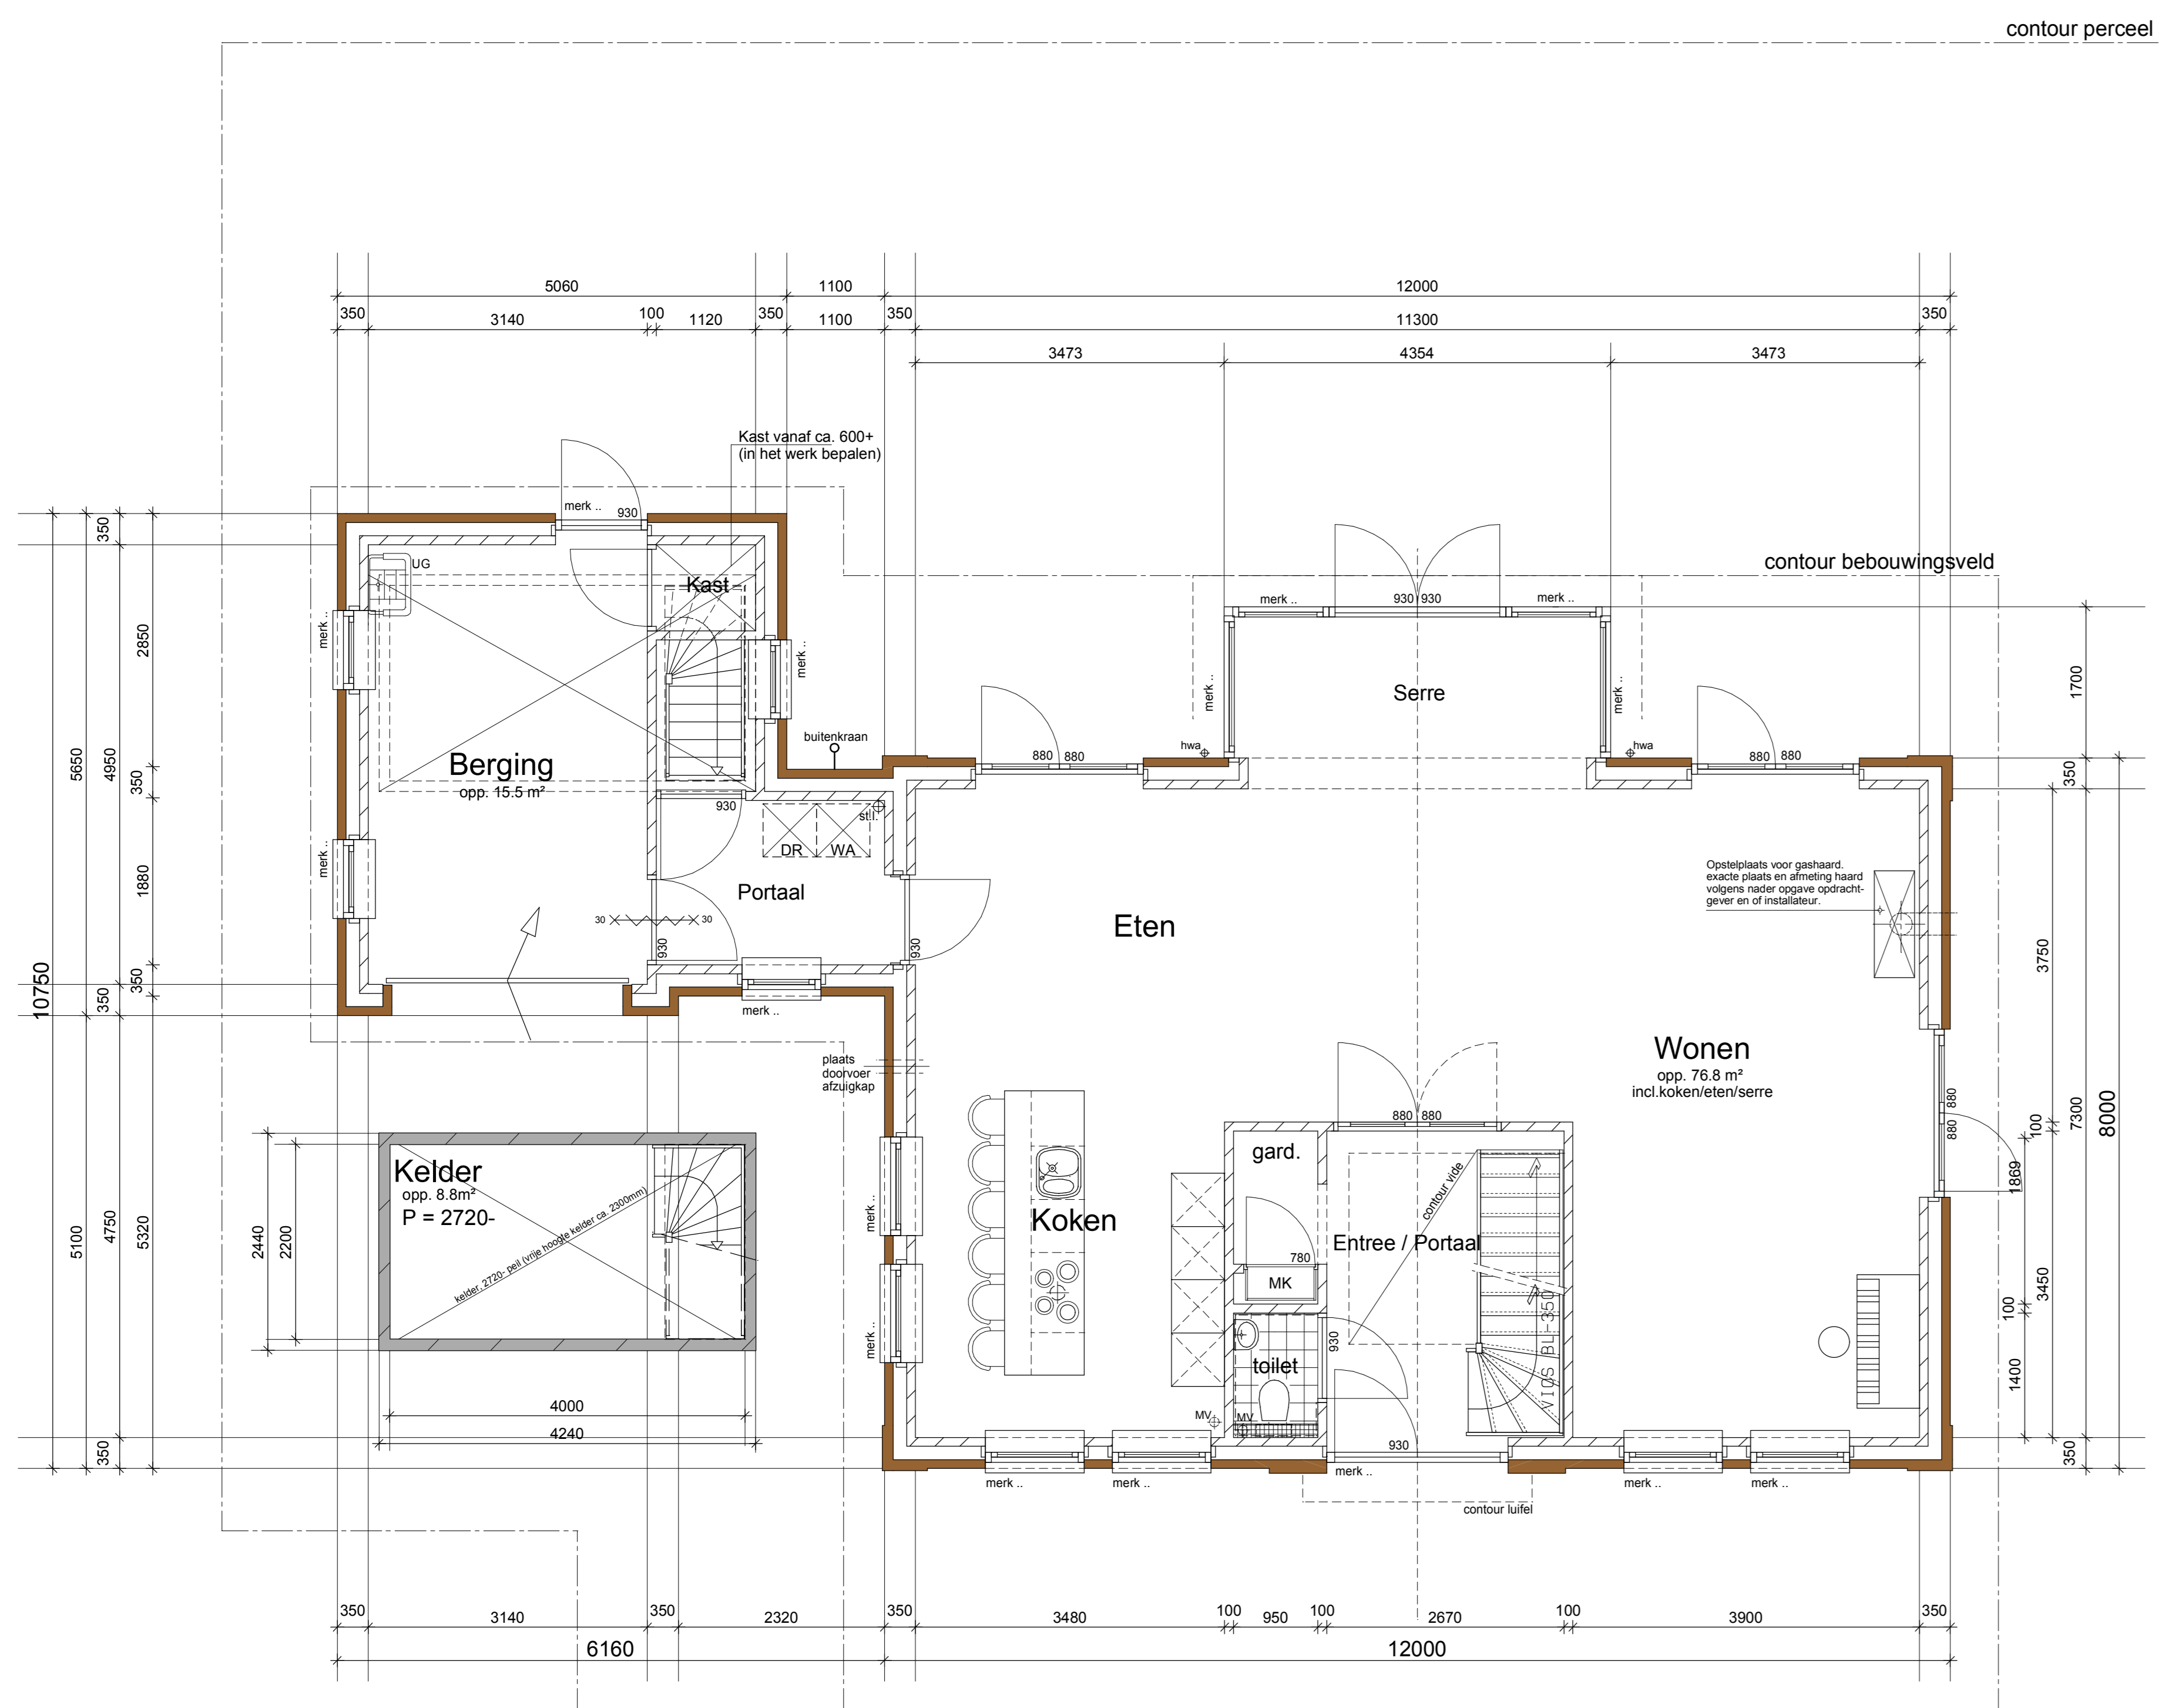 contour perceel
5060
1100
12000
350
3140
100
1120
350
1100
350
11300
350
3473
4354
3473
Kast vanaf ca. 600+
(in het werk bepalen)
merk ..
930
UG
Kast
contour bebouwingsveld
merk ..
930
930
merk ..
merk ..
merk ..
merk ..
merk ..
Serre
buitenkraan
hwa
hwa
880
880
880
880
Berging
opp. 15.5 m²
930
st.l.
DR
WA
merk ..
Portaal
30
30
930
930
merk ..
Eten
Opstelplaats voor gashaard.
exacte plaats en afmeting haard
volgens nader opgave opdracht-
gever en of installateur.
plaats
doorvoer
afzuigkap
Wonen
opp. 76.8 m²
incl.koken/eten/serre
880
880
880
880
Kelder
opp. 8.8m²
P = 2720-
kelder, 2720- peil (vrije hoogte kelder ca. 2300mm)
merk ..
merk ..
Koken
gard.
contour vide
Entree / Portaal
780
MK
930
toilet
VIOS BL-350
MV
MV
930
merk ..
merk ..
merk ..
merk ..
merk ..
contour luifel
10750
5650
5100
350
4950
350
4750
350
2850
350
1880
350
5320
2440
2200
4000
4240
1700
350
7300
350
8000
3750
100
3450
1869
100
1400
350
3140
350
2320
350
3480
100
950
100
2670
100
3900
350
6160
12000